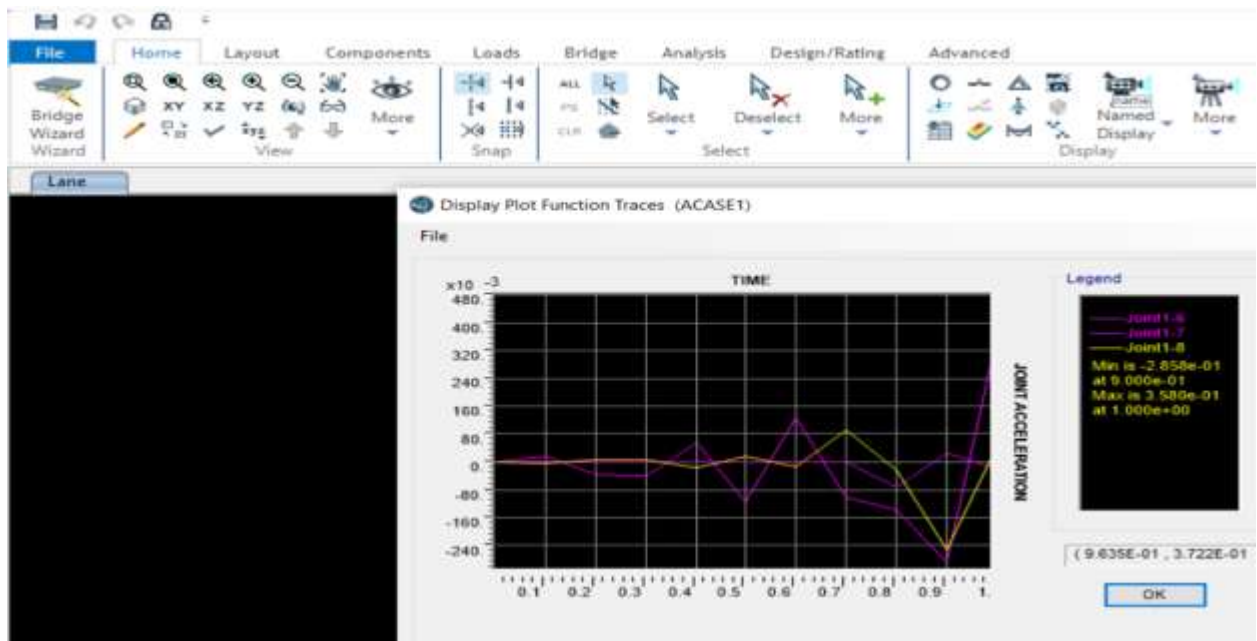 File Home Layout Components Loads Bridge Analysis Design/Rating Advanced
Bridge
Wizard
Wizard
XY XZ YZ
More
View
Snap
ALL
PS
CLR
Select
Deselect
More
Select
name
Named
Display
More
Display
Lane
Display Plot Function Traces (ACASE1)
File
x10 -3
TIME
480.
400.
320.
240.
160.
80.
0.
-80.
-160.
-240.
0.1 0.2 0.3 0.4 0.5 0.6 0.7 0.8 0.9 1.
JOINT ACCELERATION
Legend
Joint1-6
Joint1-7
Joint1-8
Min is -2.858e-01
at 9.000e-01
Max is 3.580e-01
at 1.000e+00
( 9.635E-01 , 3.722E-01
OK